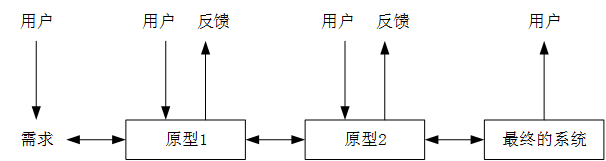 用户 用户 反馈 用户 反馈 用户
需求 原型1 原型2 最终的系统